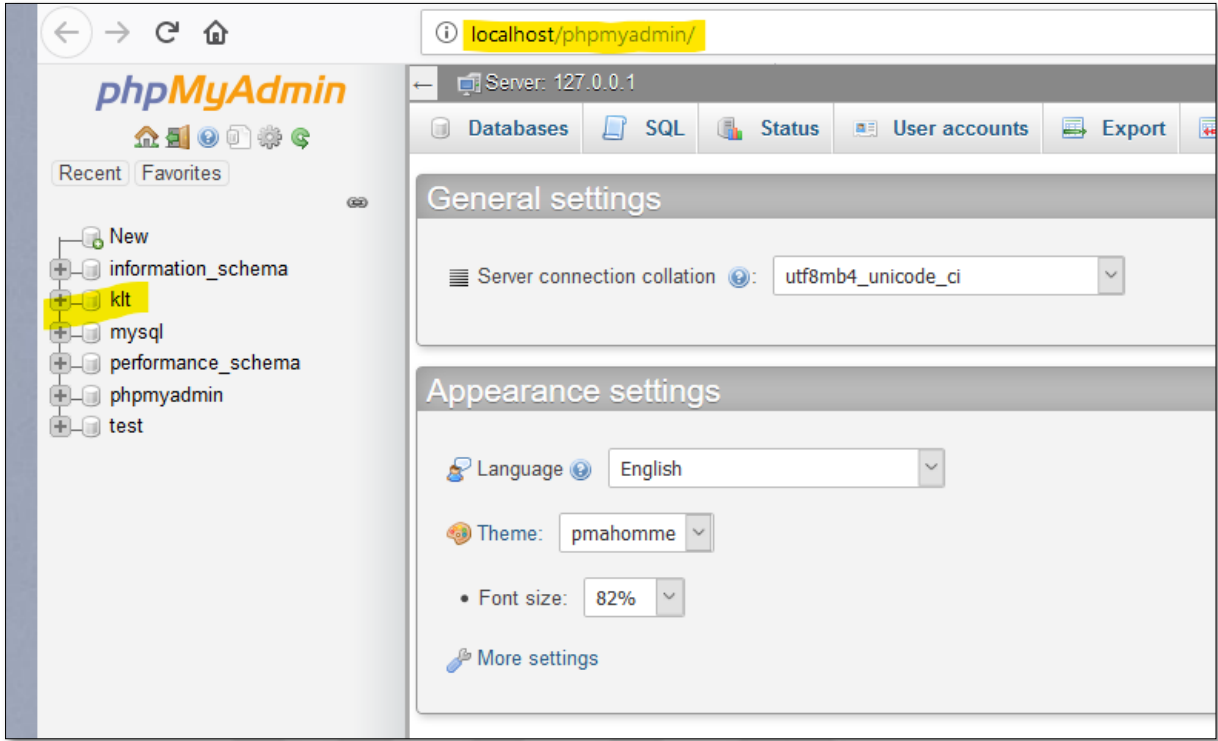 localhost/phpmyadmin/
phpMyAdmin
Recent Favorites
New
information_schema
klt
mysql
performance_schema
phpmyadmin
test
Server: 127.0.0.1
Databases SQL Status User accounts Export
General settings
Server connection collation : utf8mb4_unicode_ci
Appearance settings
Language English
Theme: pmahomme
• Font size: 82%
More settings